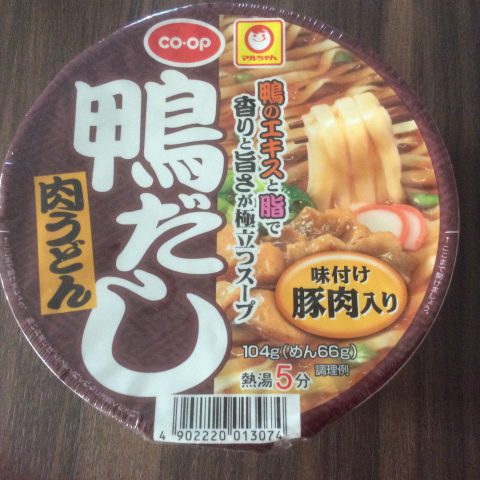 CO・OP
マルちゃん
鴨だし
肉うどん
鴨のエキスと脂で
香りと旨さが極立つスープ
味付け
豚肉入り
104g(めん66g)
熱湯5分
調理例
4 902220 013074